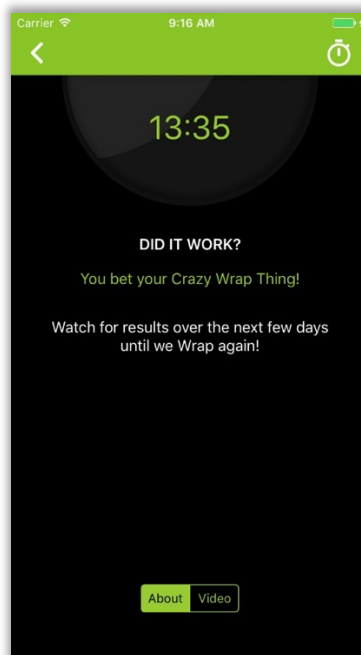 Carrier 9:16 AM
13:35
DID IT WORK?
You bet your Crazy Wrap Thing!
Watch for results over the next few days
until we Wrap again!
About Video